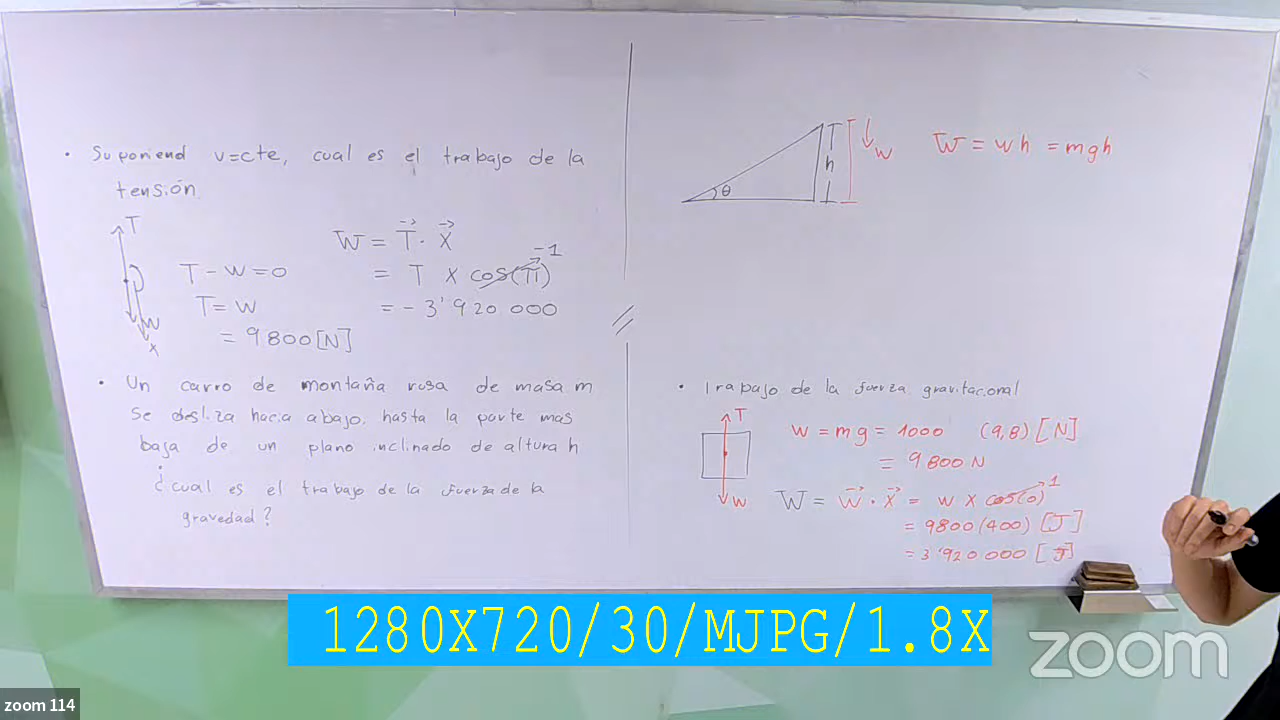 • Suponiend v=cte, cual es el trabajo de la
tensión.
T
T - w = 0
T = w
= 9800 [N]
w
x
W = T · x
= T x cos(π) -1
= - 3'920 000
• Un carro de montaña rusa de masa m
se desliza hacia abajo, hasta la parte mas
baja de un plano inclinado de altura h
¿cual es el trabajo de la fuerza de la
gravedad?
θ
h
w
W = wh = mgh
• Trabajo de la fuerza gravitacional
T
w
w = mg = 1000 (9,8) [N]
= 9800 N
W = w · x = w x cos(0) 1
= 9800 (400) [J]
= 3'920 000 [J]
1280X720/30/MJPG/1.8X
zoom
zoom 114